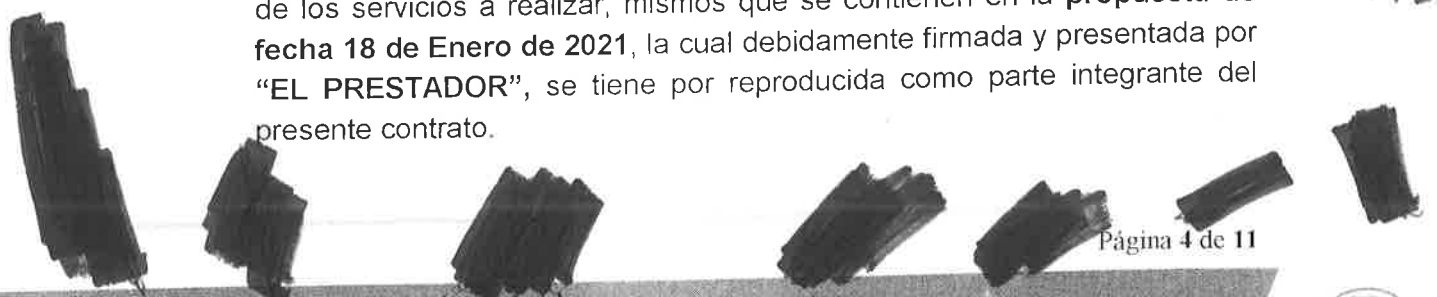 de los servicios a realizar, mismos que se contienen en la propuesta de
fecha 18 de Enero de 2021, la cual debidamente firmada y presentada por
“EL PRESTADOR”, se tiene por reproducida como parte integrante del
presente contrato.
Página 4 de 11